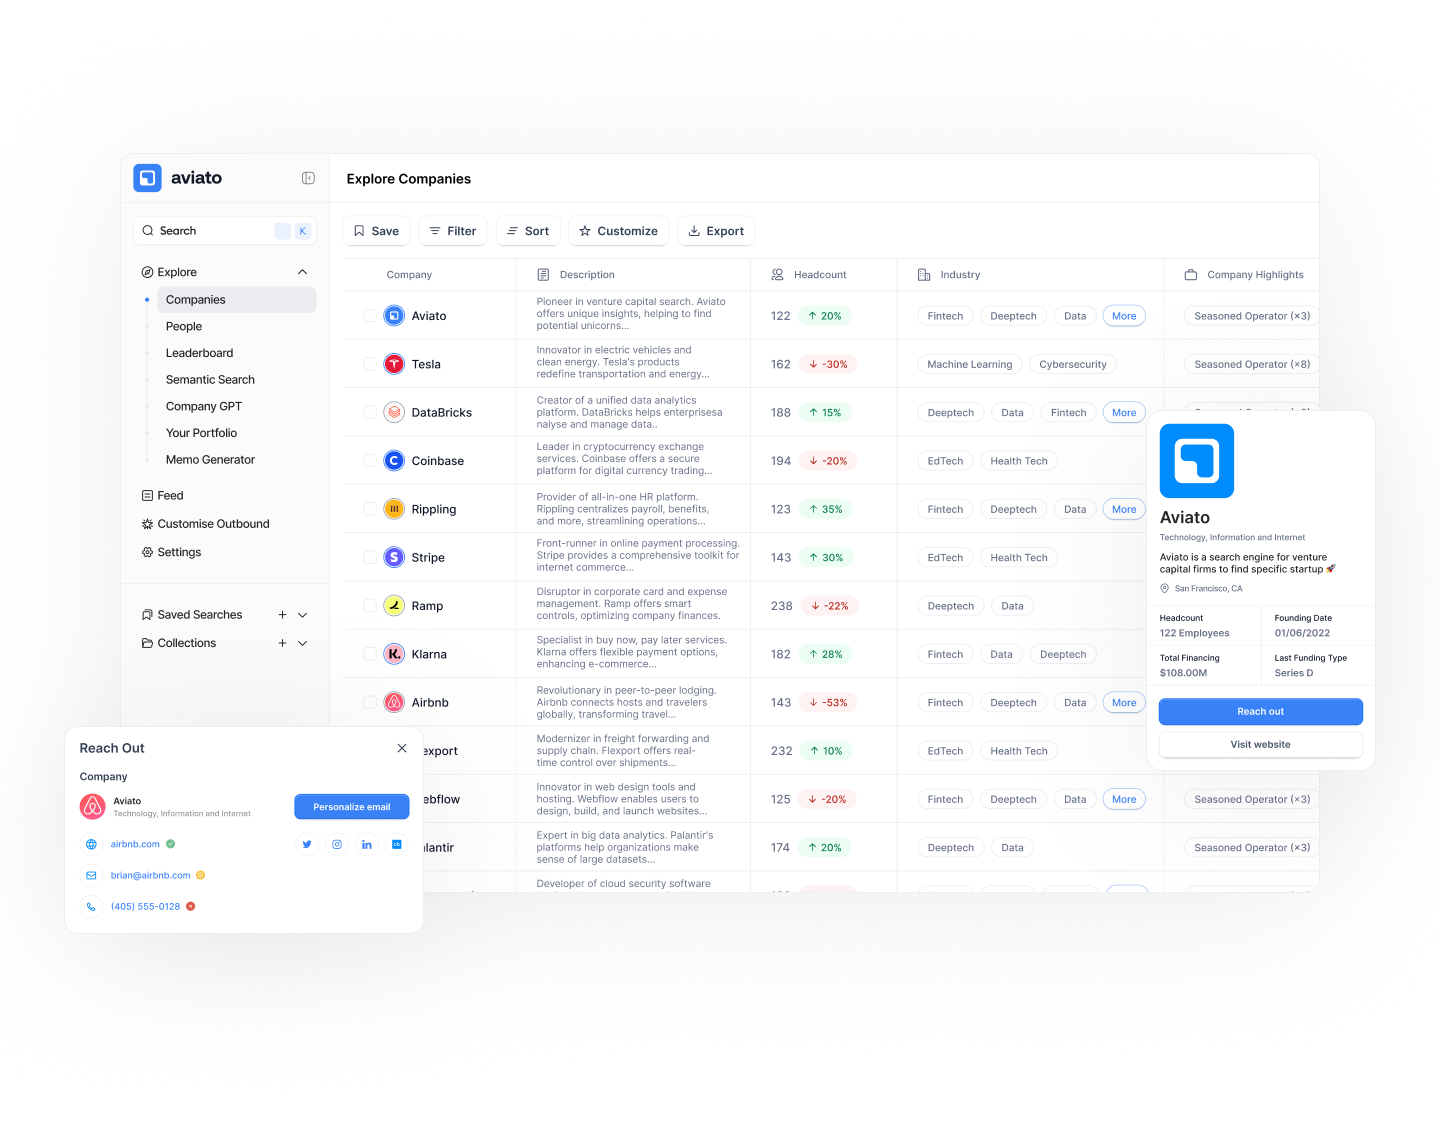 aviato
Explore Companies
Search
K
Save
Filter
Sort
Customize
Export
Explore
Companies
People
Leaderboard
Semantic Search
Company GPT
Your Portfolio
Memo Generator
Feed
Customise Outbound
Settings
Saved Searches
Collections
Company
Description
Headcount
Industry
Company Highlights
Aviato
Pioneer in venture capital search. Aviato
offers unique insights, helping to find
potential unicorns...
122
20%
Fintech
Deeptech
Data
More
Seasoned Operator (×3)
Tesla
Innovator in electric vehicles and
clean energy. Tesla's products
redefine transportation and energy...
162
-30%
Machine Learning
Cybersecurity
Seasoned Operator (×8)
DataBricks
Creator of a unified data analytics
platform. DataBricks helps enterprisesa
nalyse and manage data..
188
15%
Deeptech
Data
Fintech
More
Coinbase
Leader in cryptocurrency exchange
services. Coinbase offers a secure
platform for digital currency trading...
194
-20%
EdTech
Health Tech
Rippling
Provider of all-in-one HR platform.
Rippling centralizes payroll, benefits,
and more, streamlining operations...
123
35%
Fintech
Deeptech
Data
More
Stripe
Front-runner in online payment processing.
Stripe provides a comprehensive toolkit for
internet commerce...
143
30%
EdTech
Health Tech
Ramp
Disruptor in corporate card and expense
management. Ramp offers smart
controls, optimizing company finances.
238
-22%
Deeptech
Data
Klarna
Specialist in buy now, pay later services.
Klarna offers flexible payment options,
enhancing e-commerce...
182
28%
Fintech
Data
Deeptech
Airbnb
Revolutionary in peer-to-peer lodging.
Airbnb connects hosts and travelers
globally, transforming travel...
143
-53%
Fintech
Deeptech
Data
More
export
Modernizer in freight forwarding and
supply chain. Flexport offers real-
time control over shipments...
232
10%
EdTech
Health Tech
ebflow
Innovator in web design tools and
hosting. Webflow enables users to
design, build, and launch websites...
125
-20%
Fintech
Deeptech
Data
More
Seasoned Operator (×3)
alantir
Expert in big data analytics. Palantir's
platforms help organizations make
sense of large datasets...
174
20%
Deeptech
Data
Seasoned Operator (×3)
Developer of cloud security software
Aviato
Technology, Information and Internet
Aviato is a search engine for venture
capital firms to find specific startup 🚀
San Francisco, CA
Headcount
122 Employees
Founding Date
01/06/2022
Total Financing
$108.00M
Last Funding Type
Series D
Reach out
Visit website
Reach Out
Company
Aviato
Technology, Information and Internet
Personalize email
airbnb.com
brian@airbnb.com
(405) 555-0128